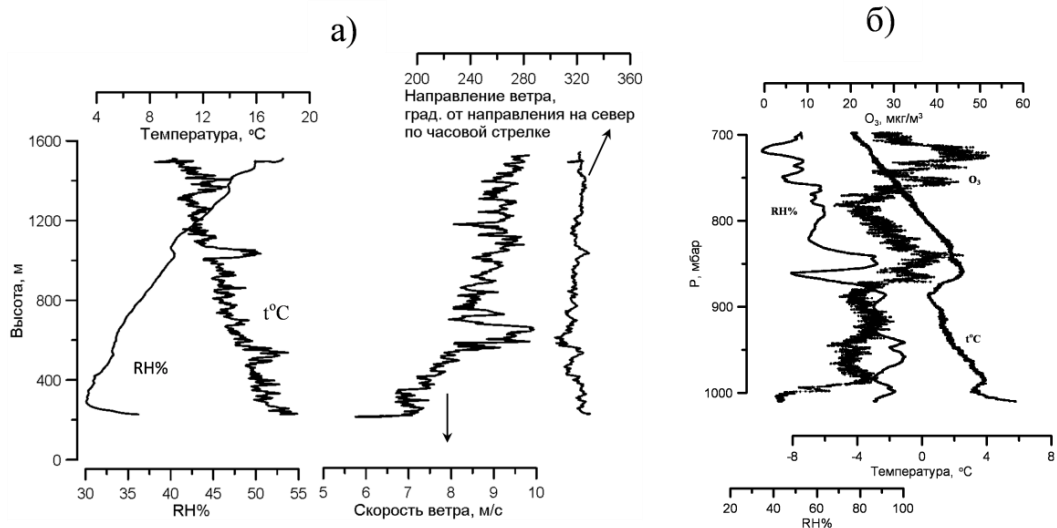 а)
б)
4 8 12 16 20
Температура, °C
200 240 280 320 360
Направление ветра,
град. от направления на север
по часовой стрелке
0 10 20 30 40 50 60
O₃, мкг/м³
1600
1200
800
400
0
Высота, м
t°C
RH%
30 35 40 45 50 55
RH%
5 6 7 8 9 10
Скорость ветра, м/с
700
800
900
1000
P, мбар
O₃
RH%
t°C
-8 -4 0 4 8
Температура, °C
20 40 60 80 100
RH%